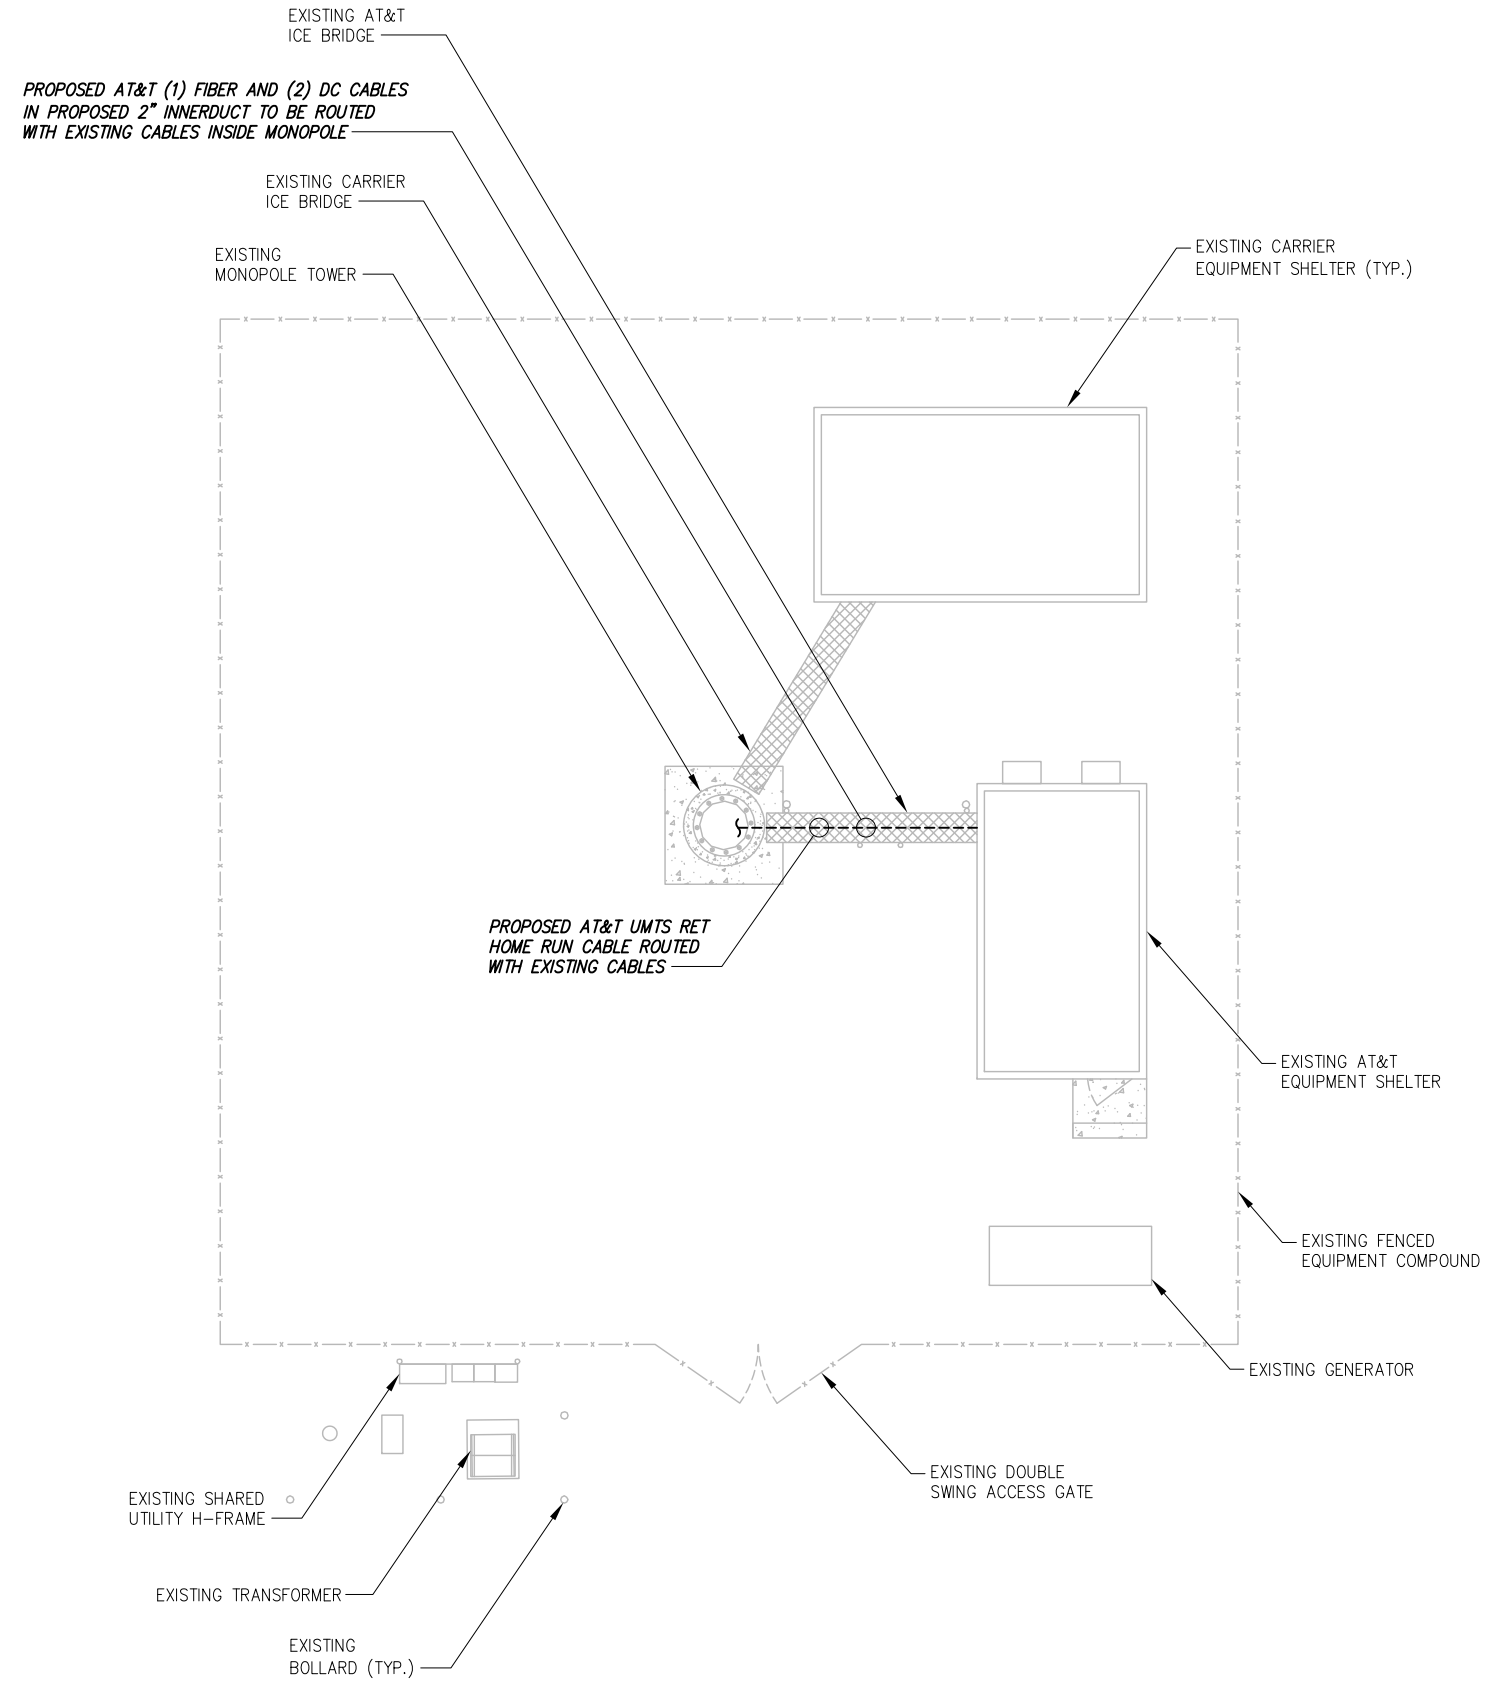 EXISTING AT&T
ICE BRIDGE
PROPOSED AT&T (1) FIBER AND (2) DC CABLES
IN PROPOSED 2" INNERDUCT TO BE ROUTED
WITH EXISTING CABLES INSIDE MONOPOLE
EXISTING CARRIER
ICE BRIDGE
EXISTING
MONOPOLE TOWER
EXISTING CARRIER
EQUIPMENT SHELTER (TYP.)
PROPOSED AT&T UMTS RET
HOME RUN CABLE ROUTED
WITH EXISTING CABLES
EXISTING AT&T
EQUIPMENT SHELTER
EXISTING FENCED
EQUIPMENT COMPOUND
EXISTING GENERATOR
EXISTING DOUBLE
SWING ACCESS GATE
EXISTING SHARED
UTILITY H-FRAME
EXISTING TRANSFORMER
EXISTING
BOLLARD (TYP.)